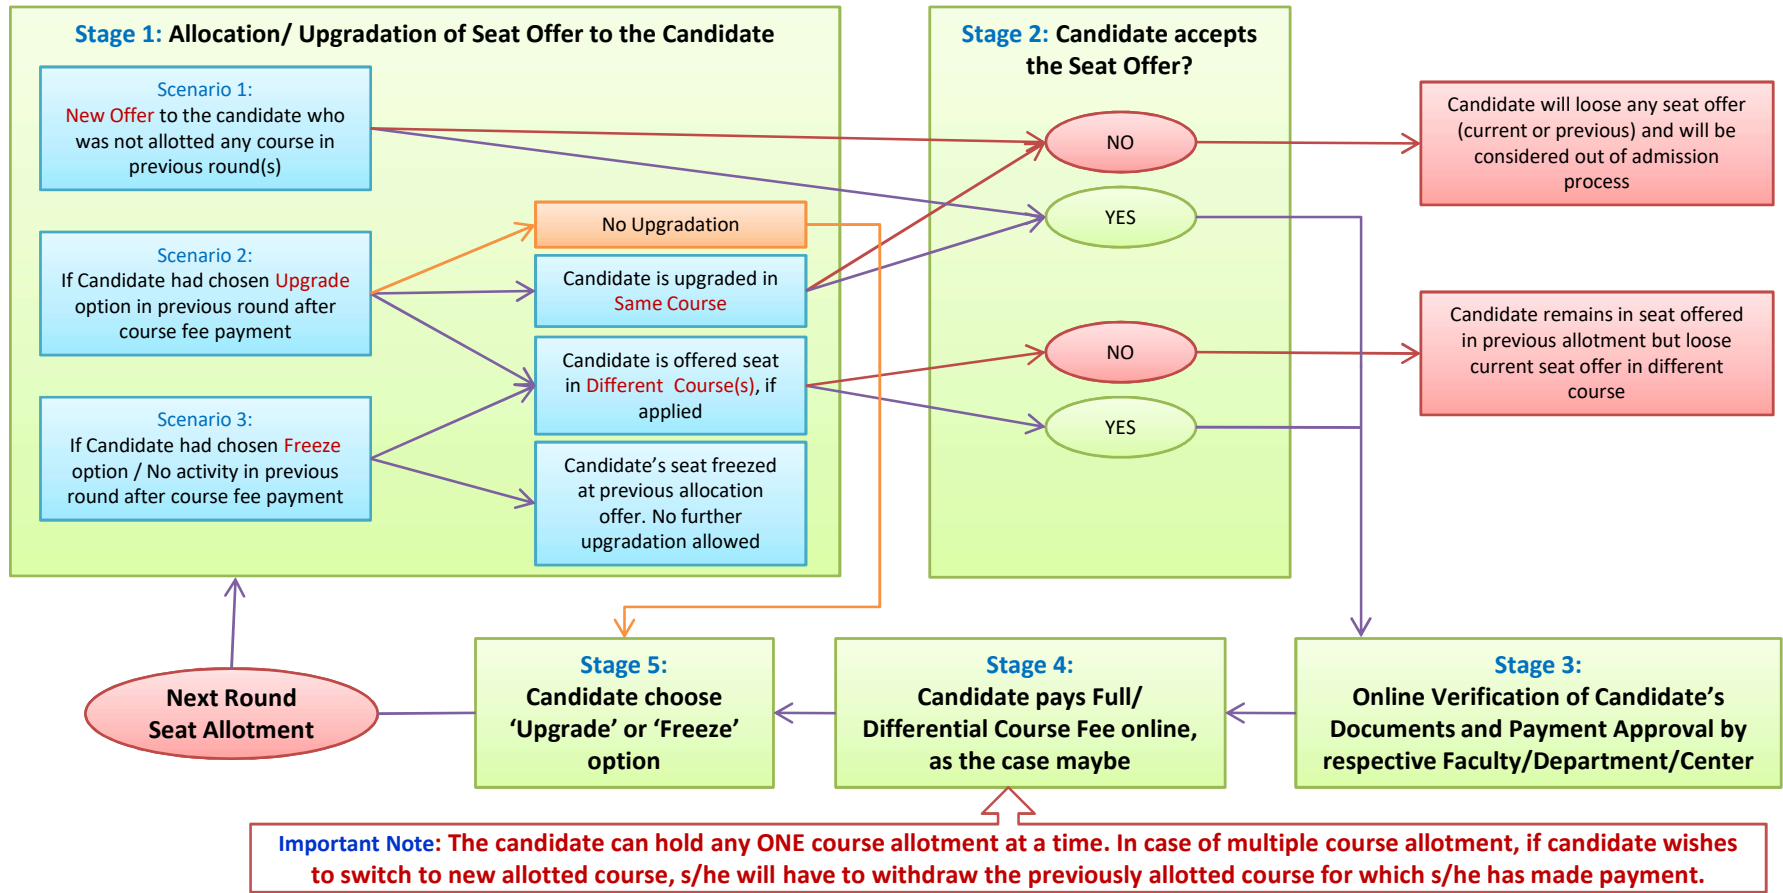 Stage 1: Allocation/ Upgradation of Seat Offer to the Candidate
Scenario 1:
New Offer to the candidate who
was not allotted any course in
previous round(s)
Scenario 2:
If Candidate had chosen Upgrade
option in previous round after
course fee payment
Scenario 3:
If Candidate had chosen Freeze
option / No activity in previous
round after course fee payment
No Upgradation
Candidate is upgraded in
Same Course
Candidate is offered seat
in Different Course(s), if
applied
Candidate's seat freezed
at previous allocation
offer. No further
upgradation allowed
Stage 2: Candidate accepts
the Seat Offer?
NO
YES
NO
YES
Candidate will loose any seat offer
(current or previous) and will be
considered out of admission
process
Candidate remains in seat offered
in previous allotment but loose
current seat offer in different
course
Stage 3:
Online Verification of Candidate's
Documents and Payment Approval by
respective Faculty/Department/Center
Stage 4:
Candidate pays Full/
Differential Course Fee online,
as the case maybe
Stage 5:
Candidate choose
'Upgrade' or 'Freeze'
option
Next Round
Seat Allotment
Important Note: The candidate can hold any ONE course allotment at a time. In case of multiple course allotment, if candidate wishes
to switch to new allotted course, s/he will have to withdraw the previously allotted course for which s/he has made payment.